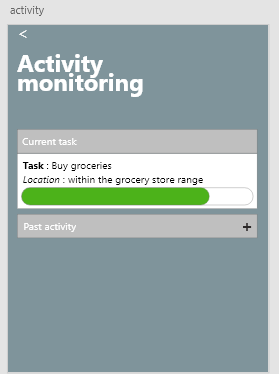 activity
<
Activity
monitoring
Current task
Task : Buy groceries
Location : within the grocery store range
Past activity +